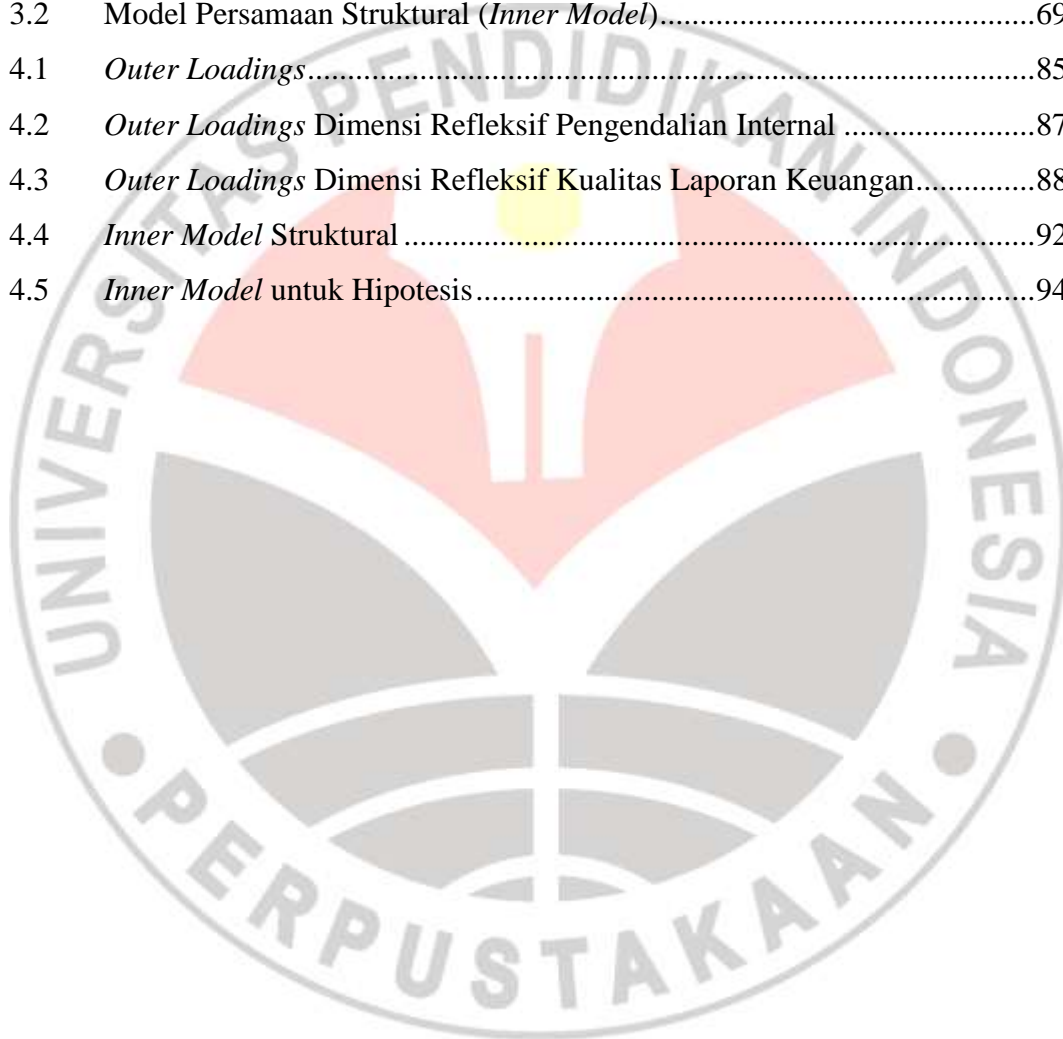 3.2 Model Persamaan Struktural (Inner Model)..........................................................69
4.1 Outer Loadings..........................................................85
4.2 Outer Loadings Dimensi Refleksif Pengendalian Internal..........................87
4.3 Outer Loadings Dimensi Refleksif Kualitas Laporan Keuangan................88
4.4 Inner Model Struktural..........................................................92
4.5 Inner Model untuk Hipotesis..........................................................94
UNIVERSITAS PENDIDIKAN INDONESIA
PERPUSTAKAAN